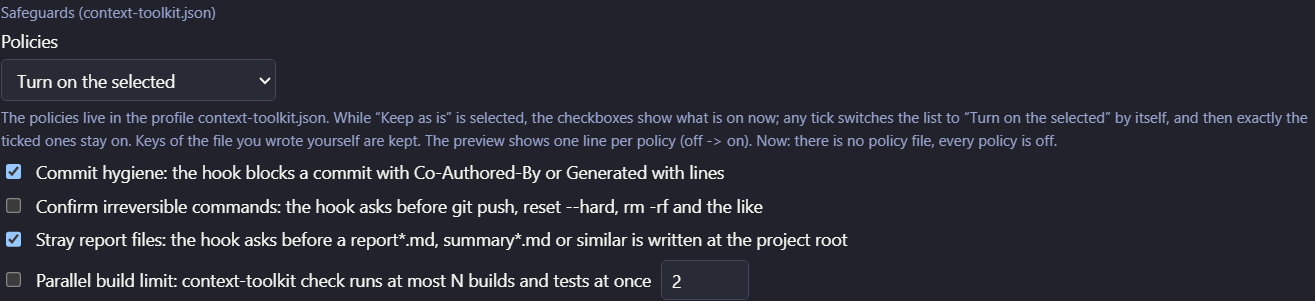 Safeguards (context-toolkit.json)
Policies
Turn on the selected
The policies live in the profile context-toolkit.json. While “Keep as is” is selected, the checkboxes show what is on now; any tick switches the list to “Turn on the selected” by itself, and then exactly the
ticked ones stay on. Keys of the file you wrote yourself are kept. The preview shows one line per policy (off -> on). Now: there is no policy file, every policy is off.
Commit hygiene: the hook blocks a commit with Co-Authored-By or Generated with lines
Confirm irreversible commands: the hook asks before git push, reset --hard, rm -rf and the like
Stray report files: the hook asks before a report*.md, summary*.md or similar is written at the project root
Parallel build limit: context-toolkit check runs at most N builds and tests at once 2